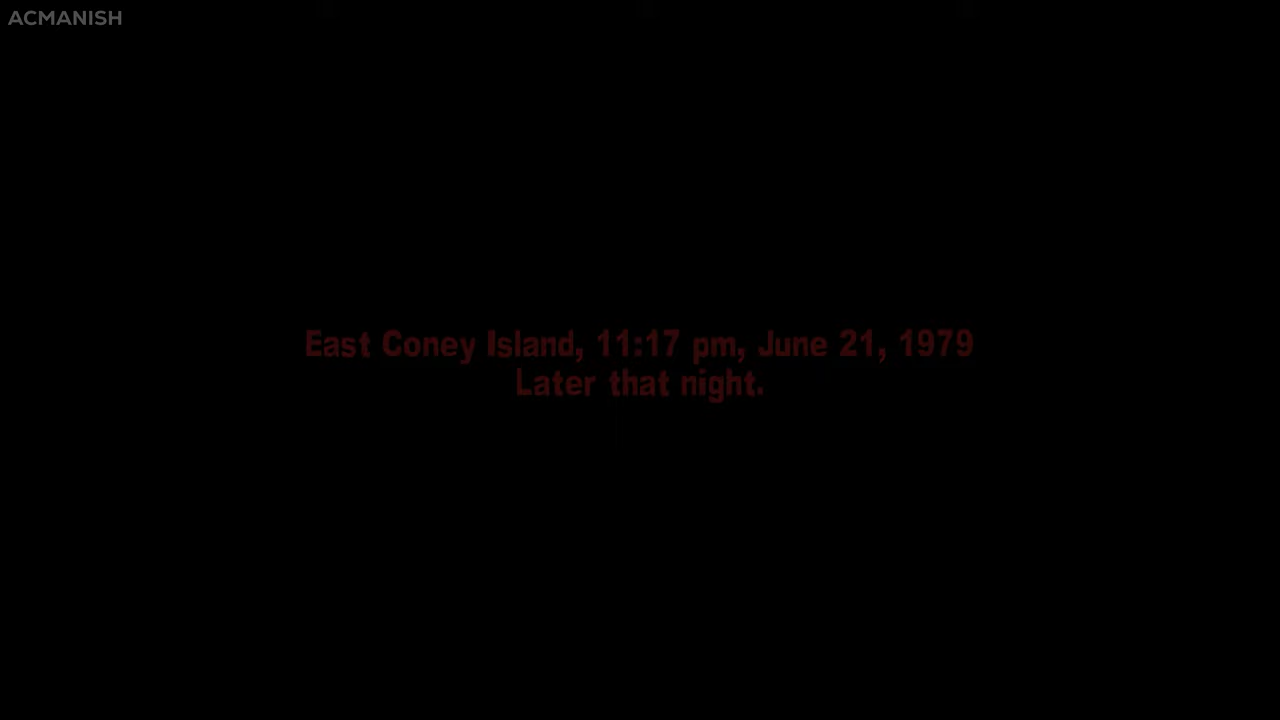 ACMANISH
East Coney Island, 11:17 pm, June 21, 1979
Later that night.